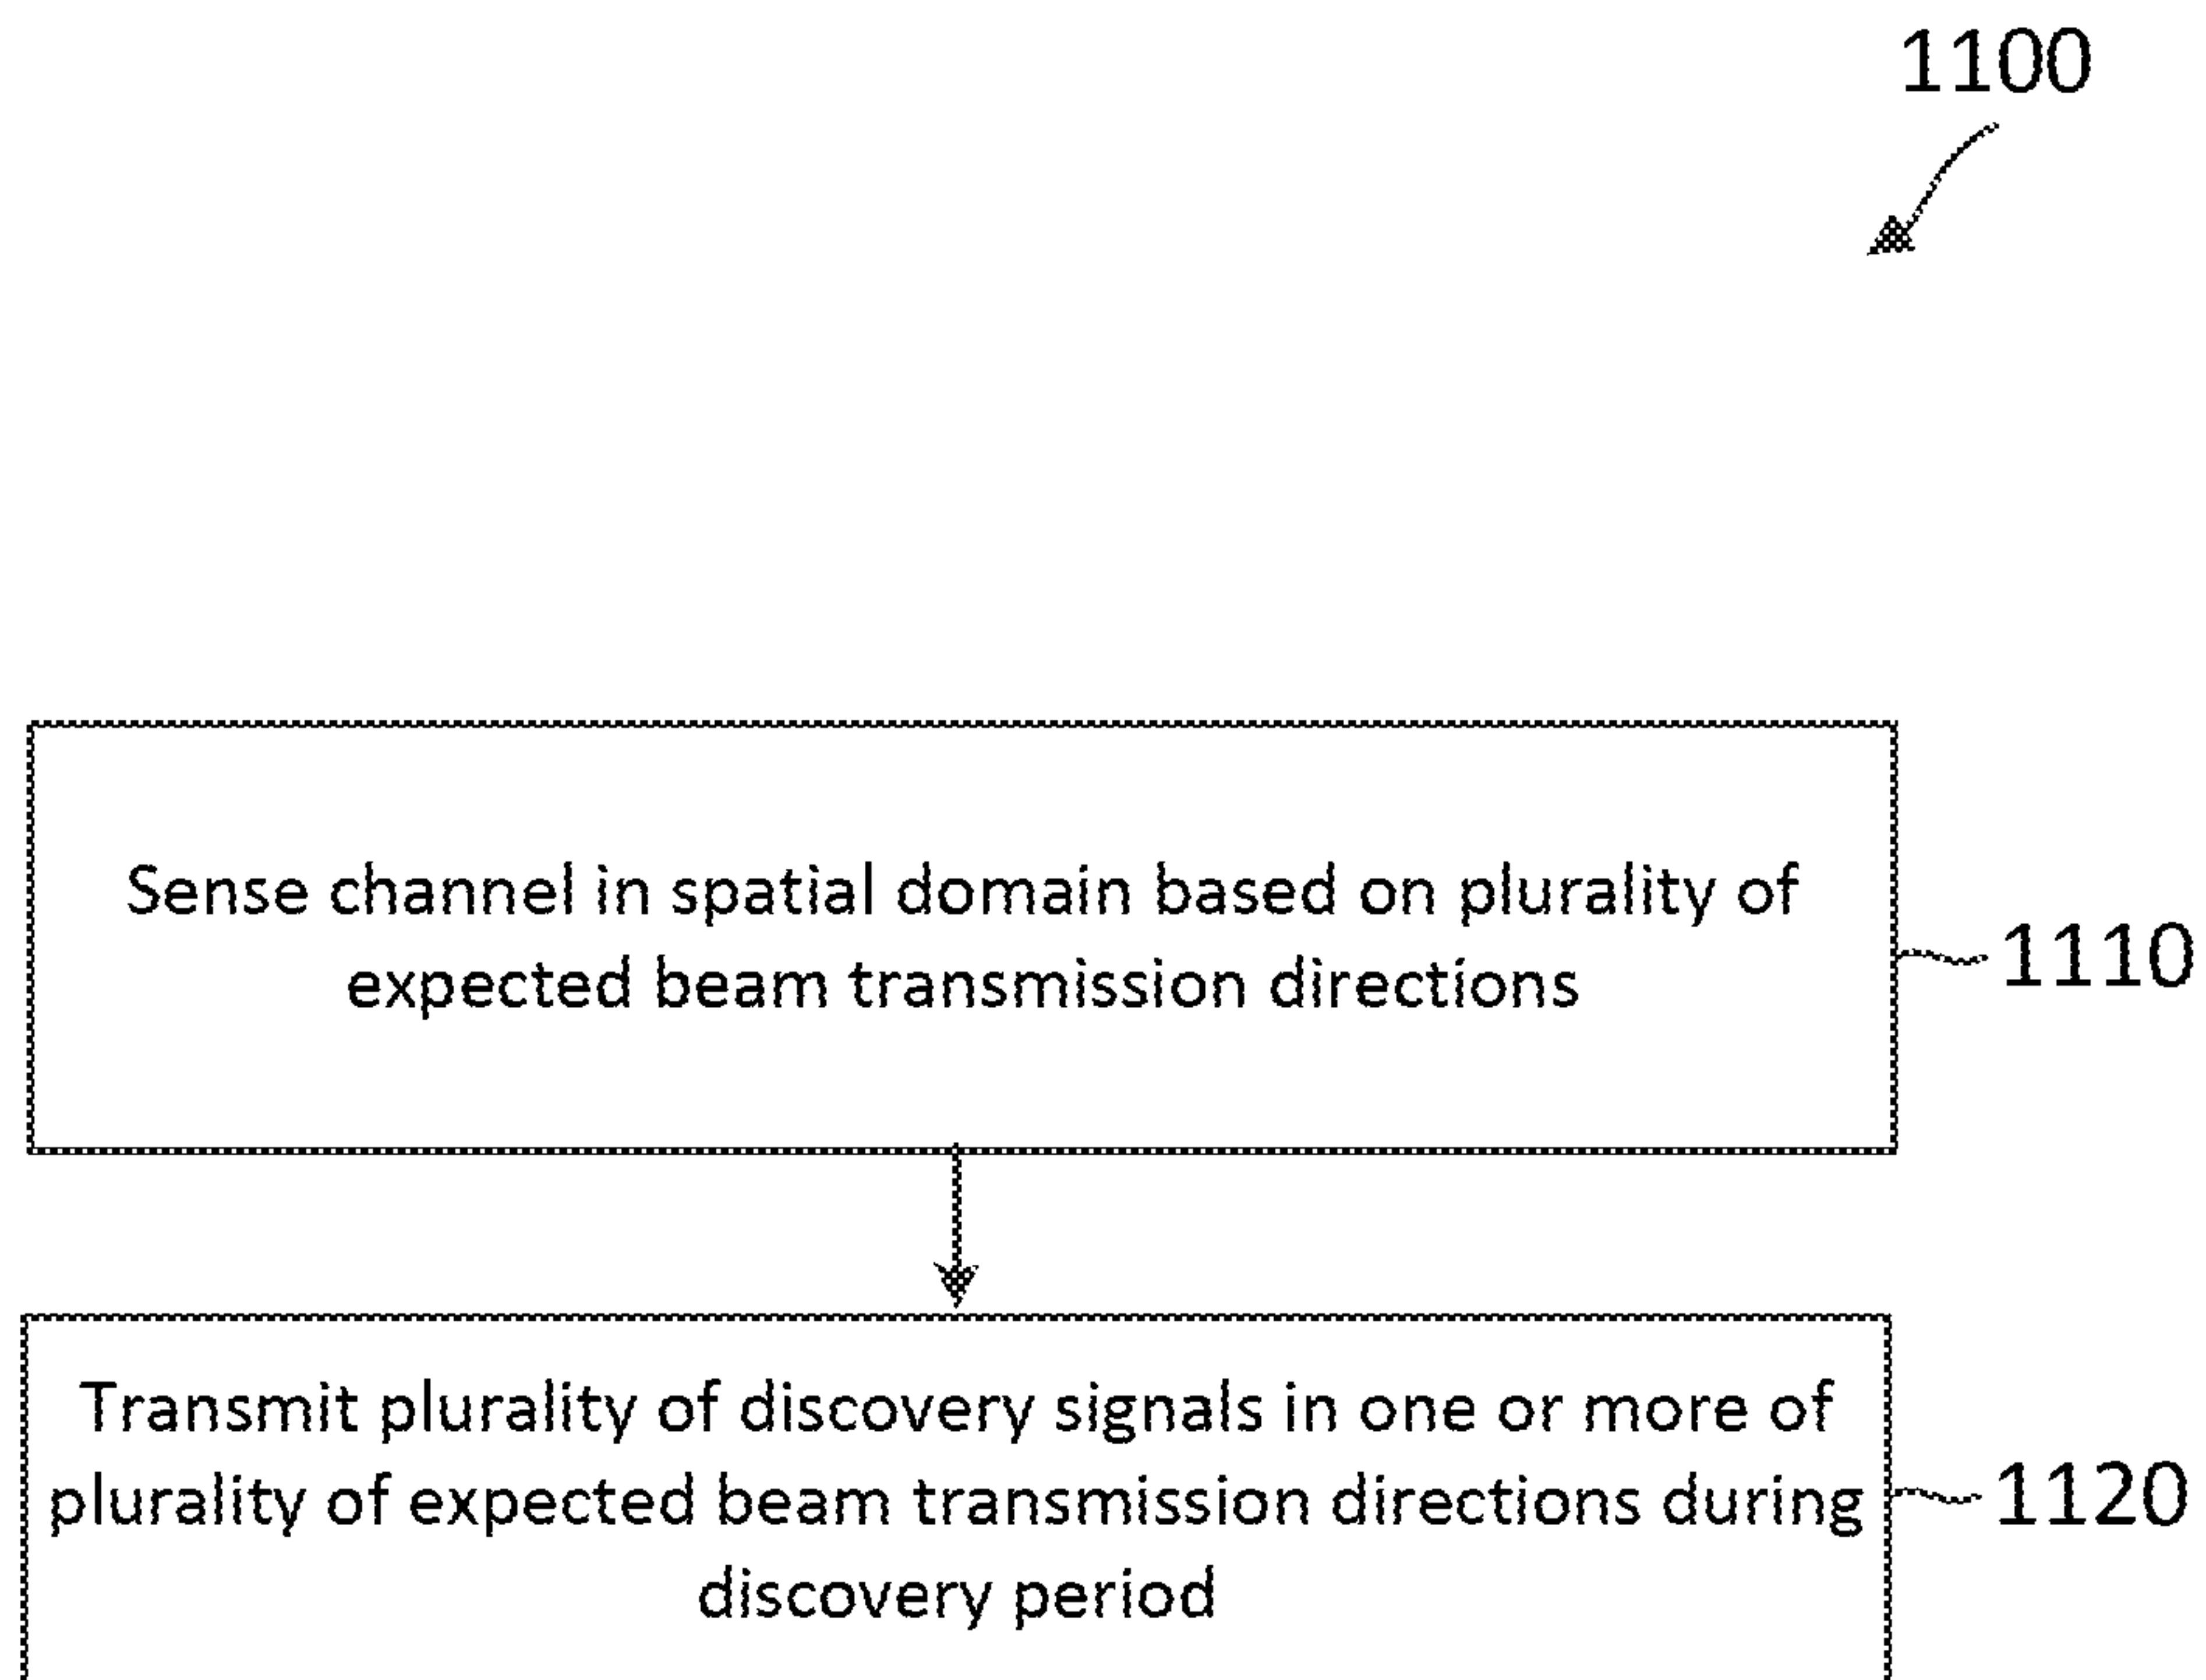 1100
Sense channel in spatial domain based on plurality of
expected beam transmission directions
1110
Transmit plurality of discovery signals in one or more of
plurality of expected beam transmission directions during
discovery period
1120